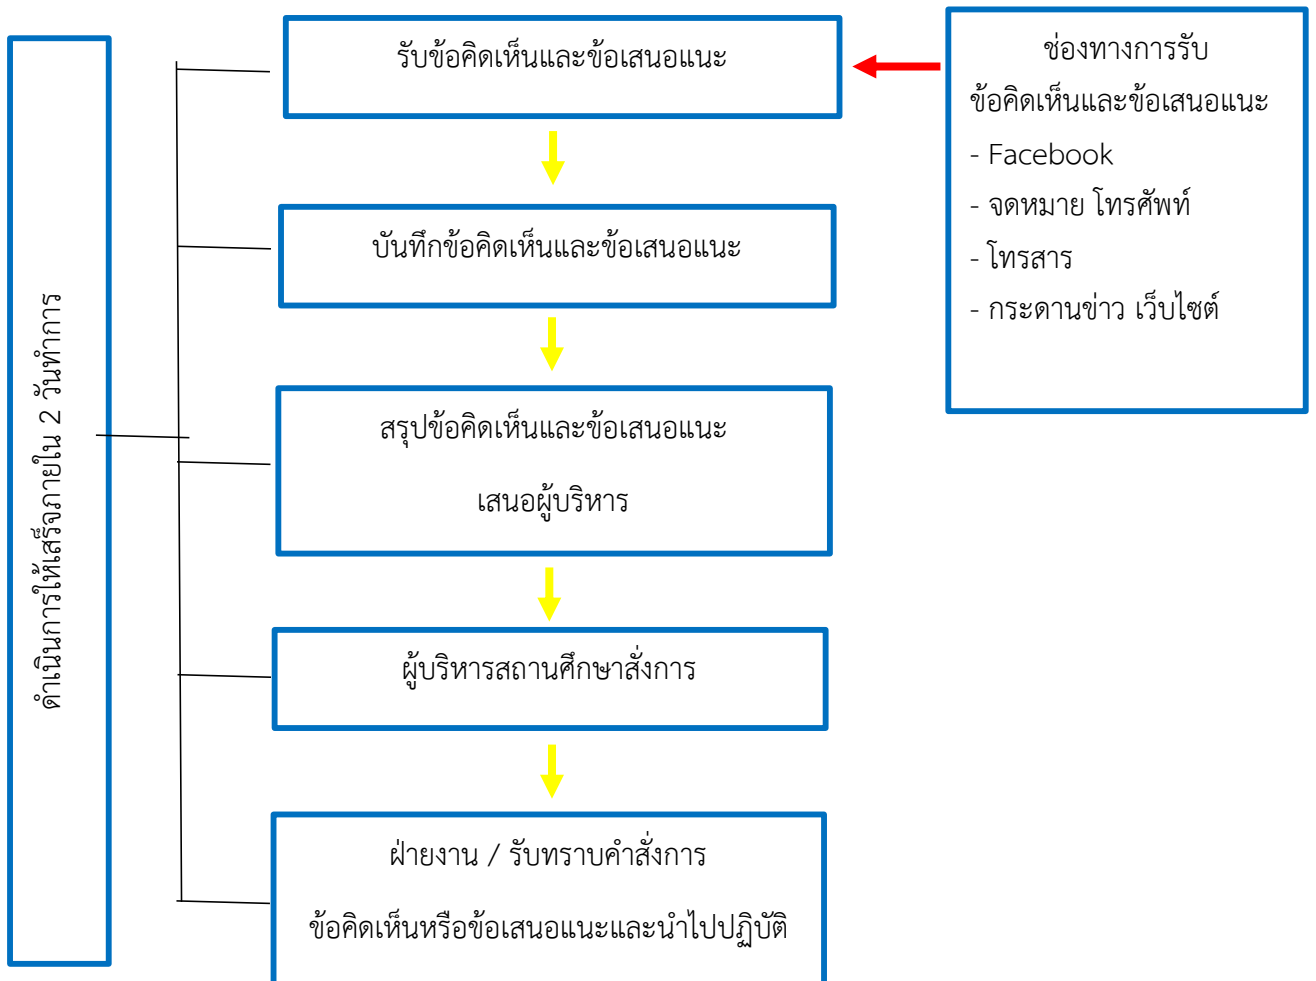 ดำเนินการให้เสร็จภายใน 2 วันทำการ
รับข้อคิดเห็นและข้อเสนอแนะ
บันทึกข้อคิดเห็นและข้อเสนอแนะ
สรุปข้อคิดเห็นและข้อเสนอแนะ
เสนอผู้บริหาร
ผู้บริหารสถานศึกษาสั่งการ
ฝ่ายงาน / รับทราบคำสั่งการ
ข้อคิดเห็นหรือข้อเสนอแนะและนำไปปฏิบัติ
ช่องทางการรับ
ข้อคิดเห็นและข้อเสนอแนะ
- Facebook
- จดหมาย โทรศัพท์
- โทรสาร
- กระดานข่าว เว็บไซต์